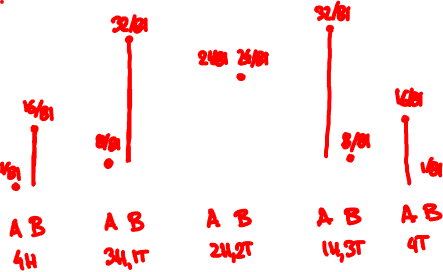 32/81 32/81
24/81 24/81
16/81 16/81
8/81 8/81
1/81 1/81
A B A B A B A B A B
4H 3H,1T 2H,2T 1H,3T 4T